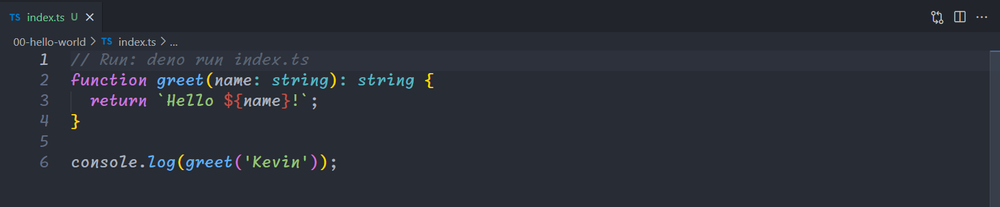 TS index.ts U
00-hello-world > TS index.ts > ...
1 // Run: deno run index.ts
2 function greet(name: string): string {
3   return `Hello ${name}!`;
4 }
5
6 console.log(greet('Kevin'));